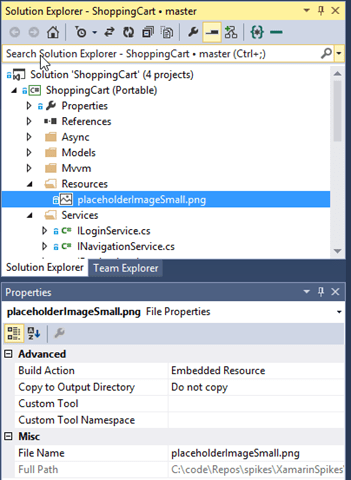 Solution Explorer - ShoppingCart • master
Search Solution Explorer - ShoppingCart • master (Ctrl+;)
Solution 'ShoppingCart' (4 projects)
ShoppingCart (Portable)
Properties
References
Async
Models
Mvvm
Resources
placeholderImageSmall.png
Services
ILoginService.cs
INavigationService.cs
Solution Explorer Team Explorer
Properties
placeholderImageSmall.png File Properties
Advanced
Build Action Embedded Resource
Copy to Output Directory Do not copy
Custom Tool
Custom Tool Namespace
Misc
File Name placeholderImageSmall.png
Full Path C:\code\Repos\spikes\XamarinSpikes\